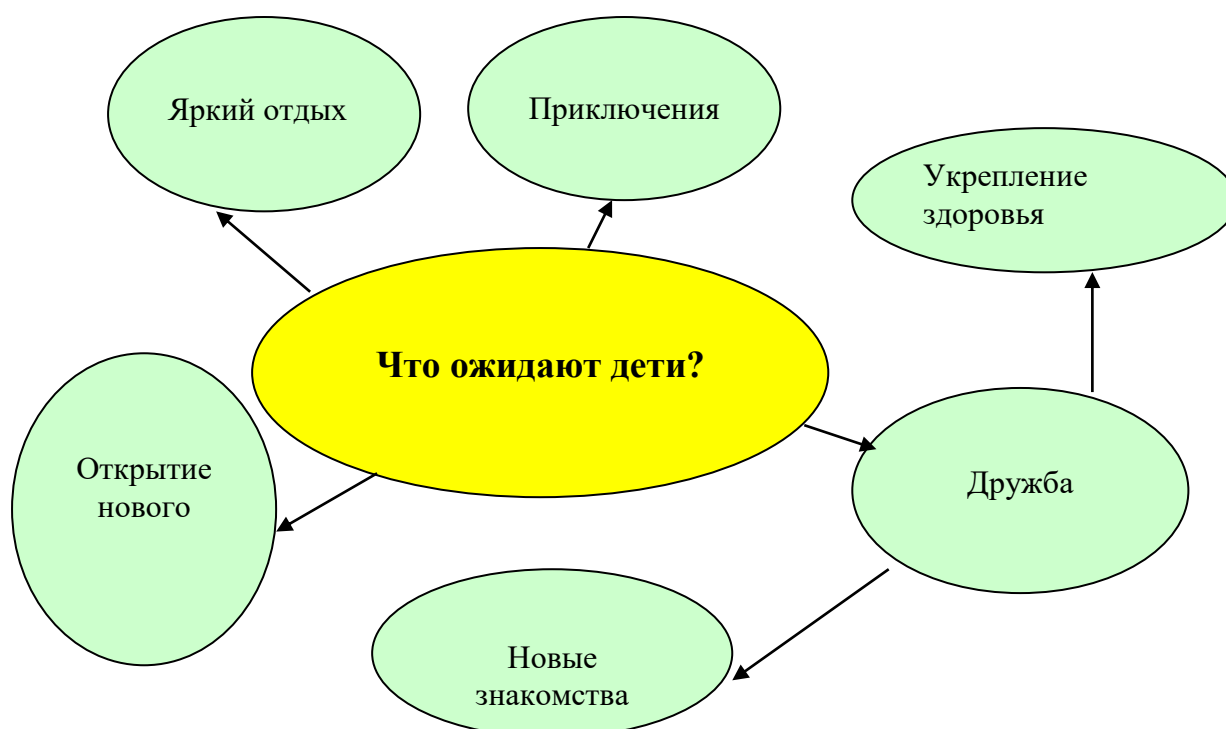 Яркий отдых
Приключения
Укрепление
здоровья
Что ожидают дети?
Открытие
нового
Дружба
Новые
знакомства